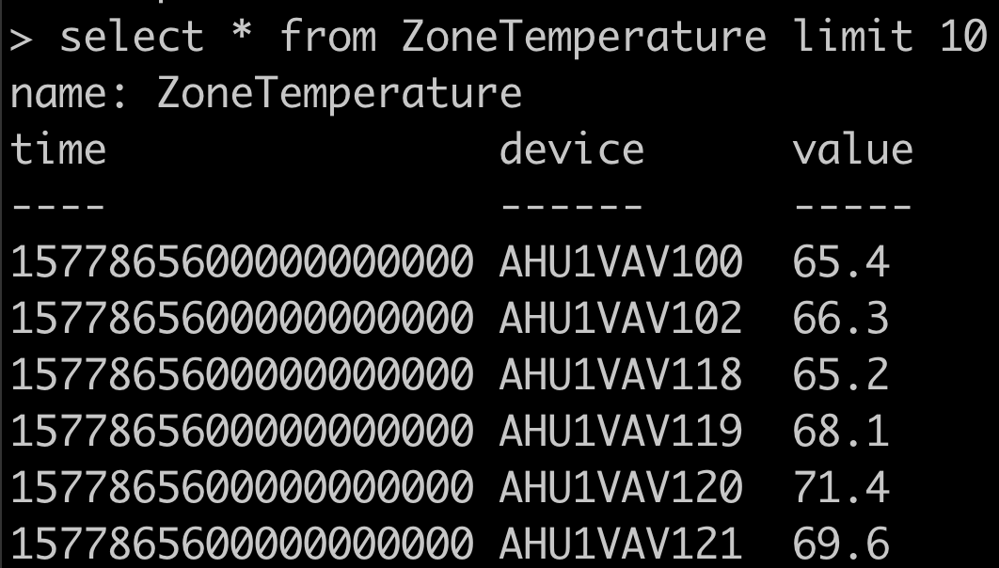 > select * from ZoneTemperature limit 10
name: ZoneTemperature
time device value
---- ------ -----
1577865600000000000 AHU1VAV100 65.4
1577865600000000000 AHU1VAV102 66.3
1577865600000000000 AHU1VAV118 65.2
1577865600000000000 AHU1VAV119 68.1
1577865600000000000 AHU1VAV120 71.4
1577865600000000000 AHU1VAV121 69.6